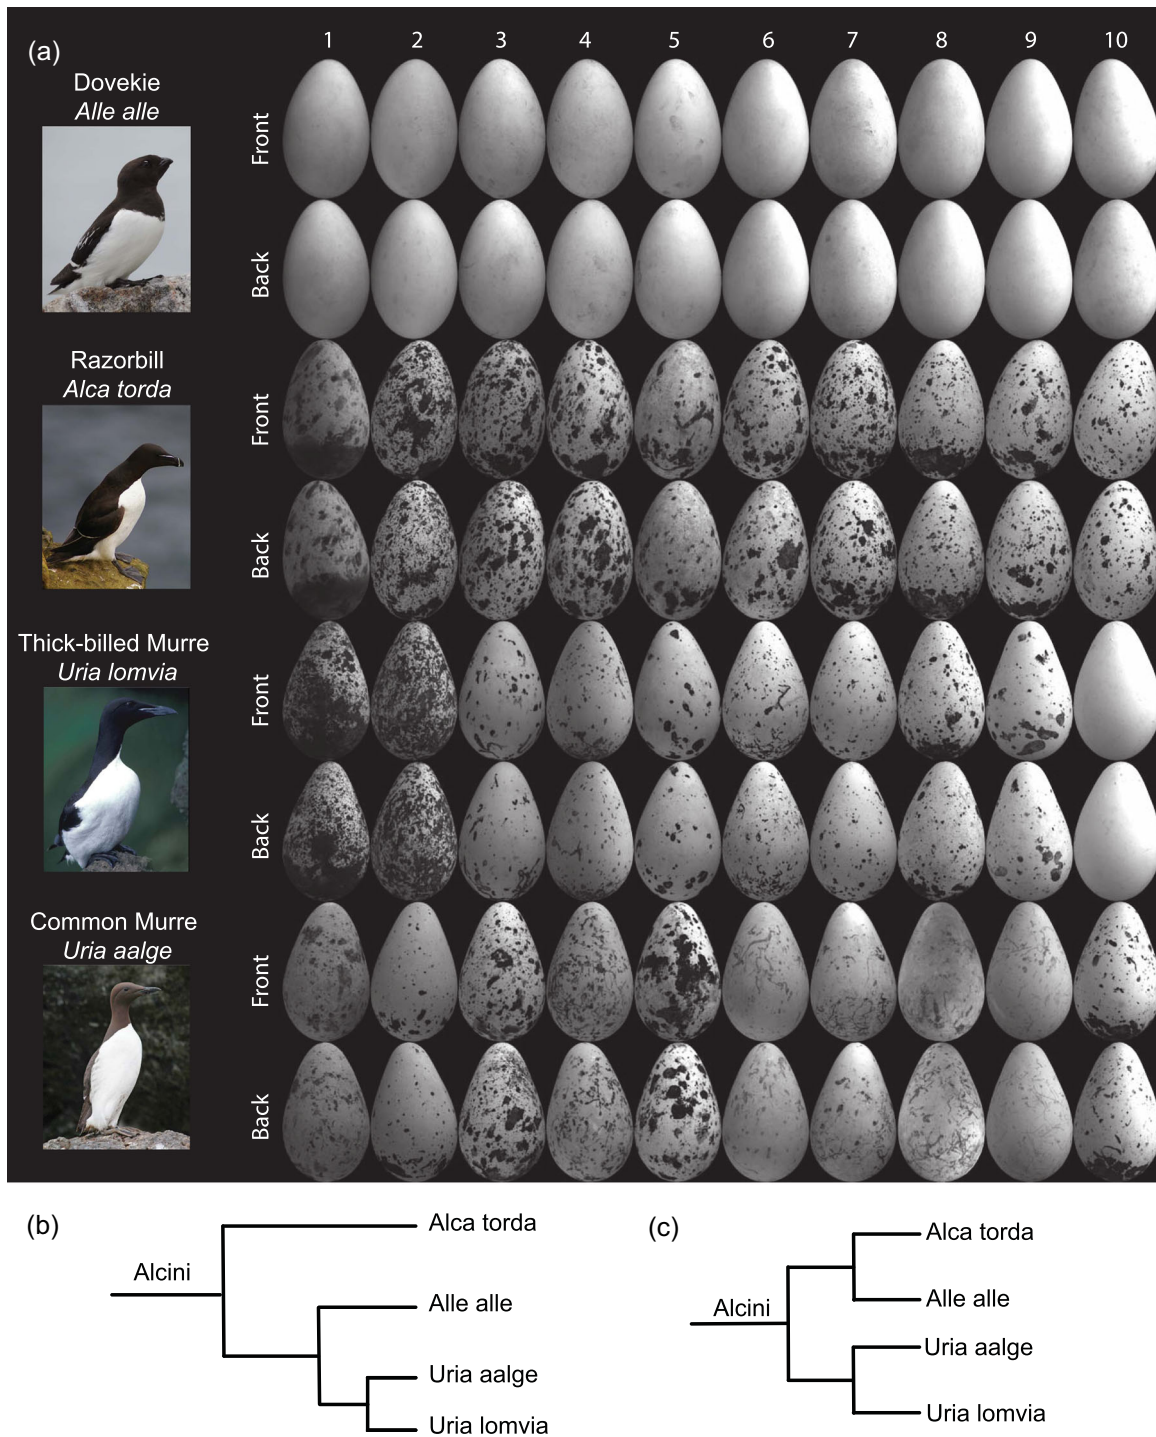 (a)
1 2 3 4 5 6 7 8 9 10
Dovekie
Alle alle
Front
Back
Razorbill
Alca torda
Front
Back
Thick-billed Murre
Uria lomvia
Front
Back
Common Murre
Uria aalge
Front
Back
(b)
Alcini
Alca torda
Alle alle
Uria aalge
Uria lomvia
(c)
Alcini
Alca torda
Alle alle
Uria aalge
Uria lomvia